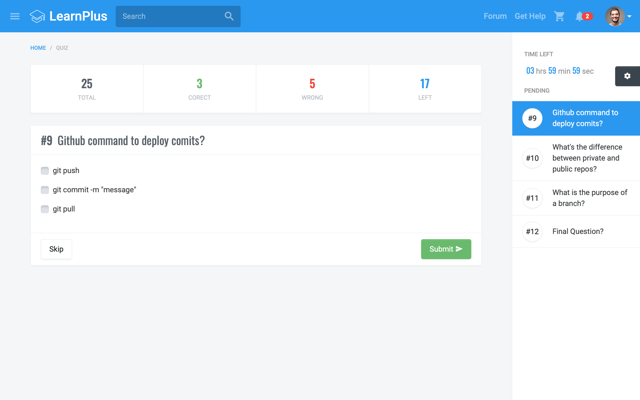 LearnPlus
Search
Forum
Get Help
2
HOME / QUIZ
25
TOTAL
3
CORECT
5
WRONG
17
LEFT
#9 Github command to deploy comits?
git push
git commit -m "message"
git pull
Skip
Submit
TIME LEFT
03 hrs 59 min 59 sec
PENDING
#9
Github command to
deploy comits?
#10
What's the difference
between private and
public repos?
#11
What is the purpose of
a branch?
#12
Final Question?